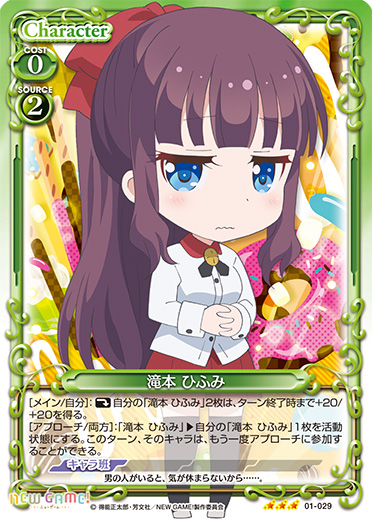 Character
COST
0
SOURCE
2
滝本 ひふみ
[メイン/自分]: 自分の「滝本 ひふみ」2枚は、ターン終了時まで+20/
+20を得る。
[アプローチ/両方]:「滝本 ひふみ」▶自分の「滝本 ひふみ」1枚を活動
状態にする。このターン、そのキャラは、もう一度アプローチに参加す
ることができる。
キャラ班
NEW GAME!
男の人がいると、気が休まらないから……。
© 得能正太郎・芳文社/NEW GAME!製作委員会
01-029